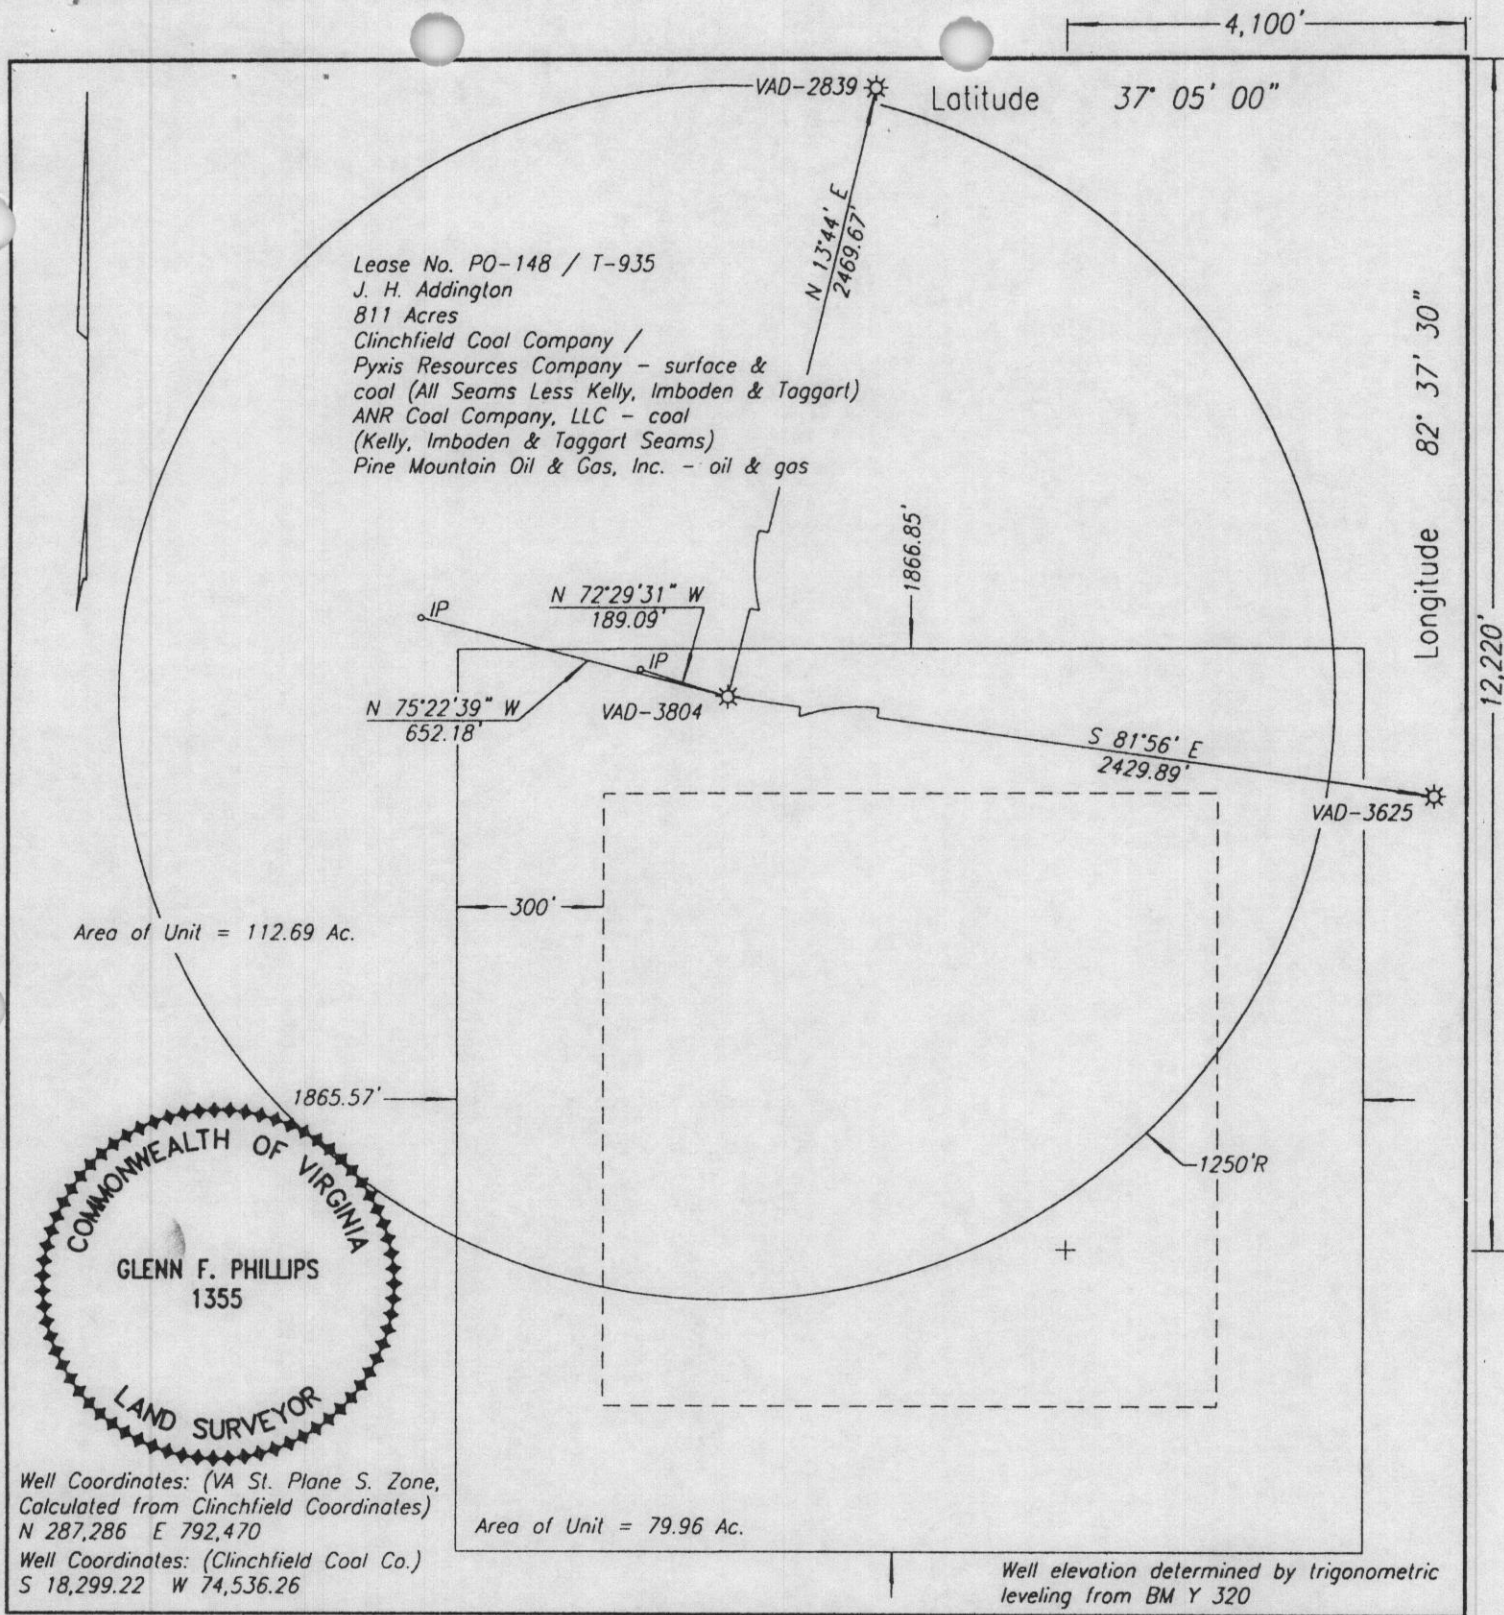 4,100'
VAD-2839
Latitude 37° 05' 00"
N 13°44' E
2469.67'
Lease No. PO-148 / T-935
J. H. Addington
811 Acres
Clinchfield Coal Company /
Pyxis Resources Company - surface &
coal (All Seams Less Kelly, Imboden & Taggart)
ANR Coal Company, LLC - coal
(Kelly, Imboden & Taggart Seams)
Pine Mountain Oil & Gas, Inc. - oil & gas
Longitude 82° 37' 30"
12,220'
1866.85'
N 72°29'31" W
189.09'
IP
IP
N 75°22'39" W
652.18'
VAD-3804
S 81°56' E
2429.89'
VAD-3625
300'
Area of Unit = 112.69 Ac.
1865.57'
1250'R
COMMONWEALTH OF VIRGINIA
GLENN F. PHILLIPS
1355
LAND SURVEYOR
Well Coordinates: (VA St. Plane S. Zone,
Calculated from Clinchfield Coordinates)
N 287,286 E 792,470
Well Coordinates: (Clinchfield Coal Co.)
S 18,299.22 W 74,536.26
Area of Unit = 79.96 Ac.
Well elevation determined by trigonometric
leveling from BM Y 320